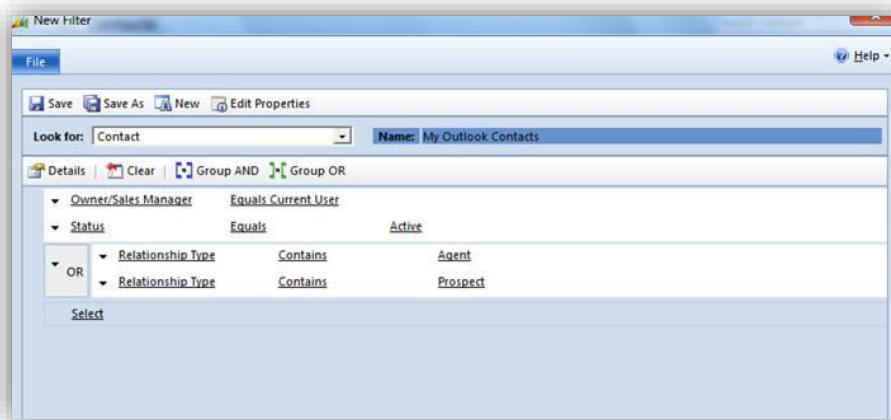 New Filter
File
Help
Save Save As New Edit Properties
Look for: Contact Name: My Outlook Contacts
Details | Clear | Group AND Group OR
Owner/Sales Manager Equals Current User
Status Equals Active
Relationship Type Contains Agent
OR
Relationship Type Contains Prospect
Select